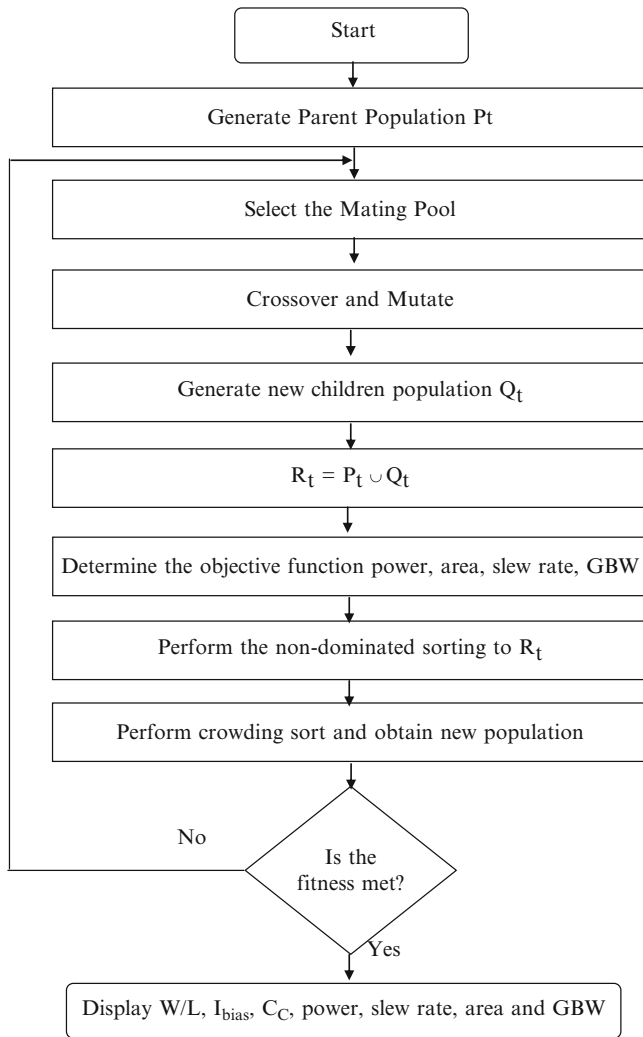 Start
Generate Parent Population Pt
Select the Mating Pool
Crossover and Mutate
Generate new children population Qt
Rt = Pt ∪ Qt
Determine the objective function power, area, slew rate, GBW
Perform the non-dominated sorting to Rt
Perform crowding sort and obtain new population
No
Is the
fitness met?
Yes
Display W/L, Ibias, CC, power, slew rate, area and GBW